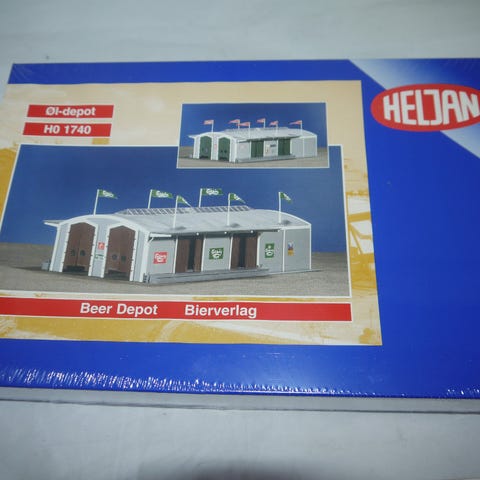 Øl-depot
H0 1740
HELJAN
Beer Depot Bierverlag